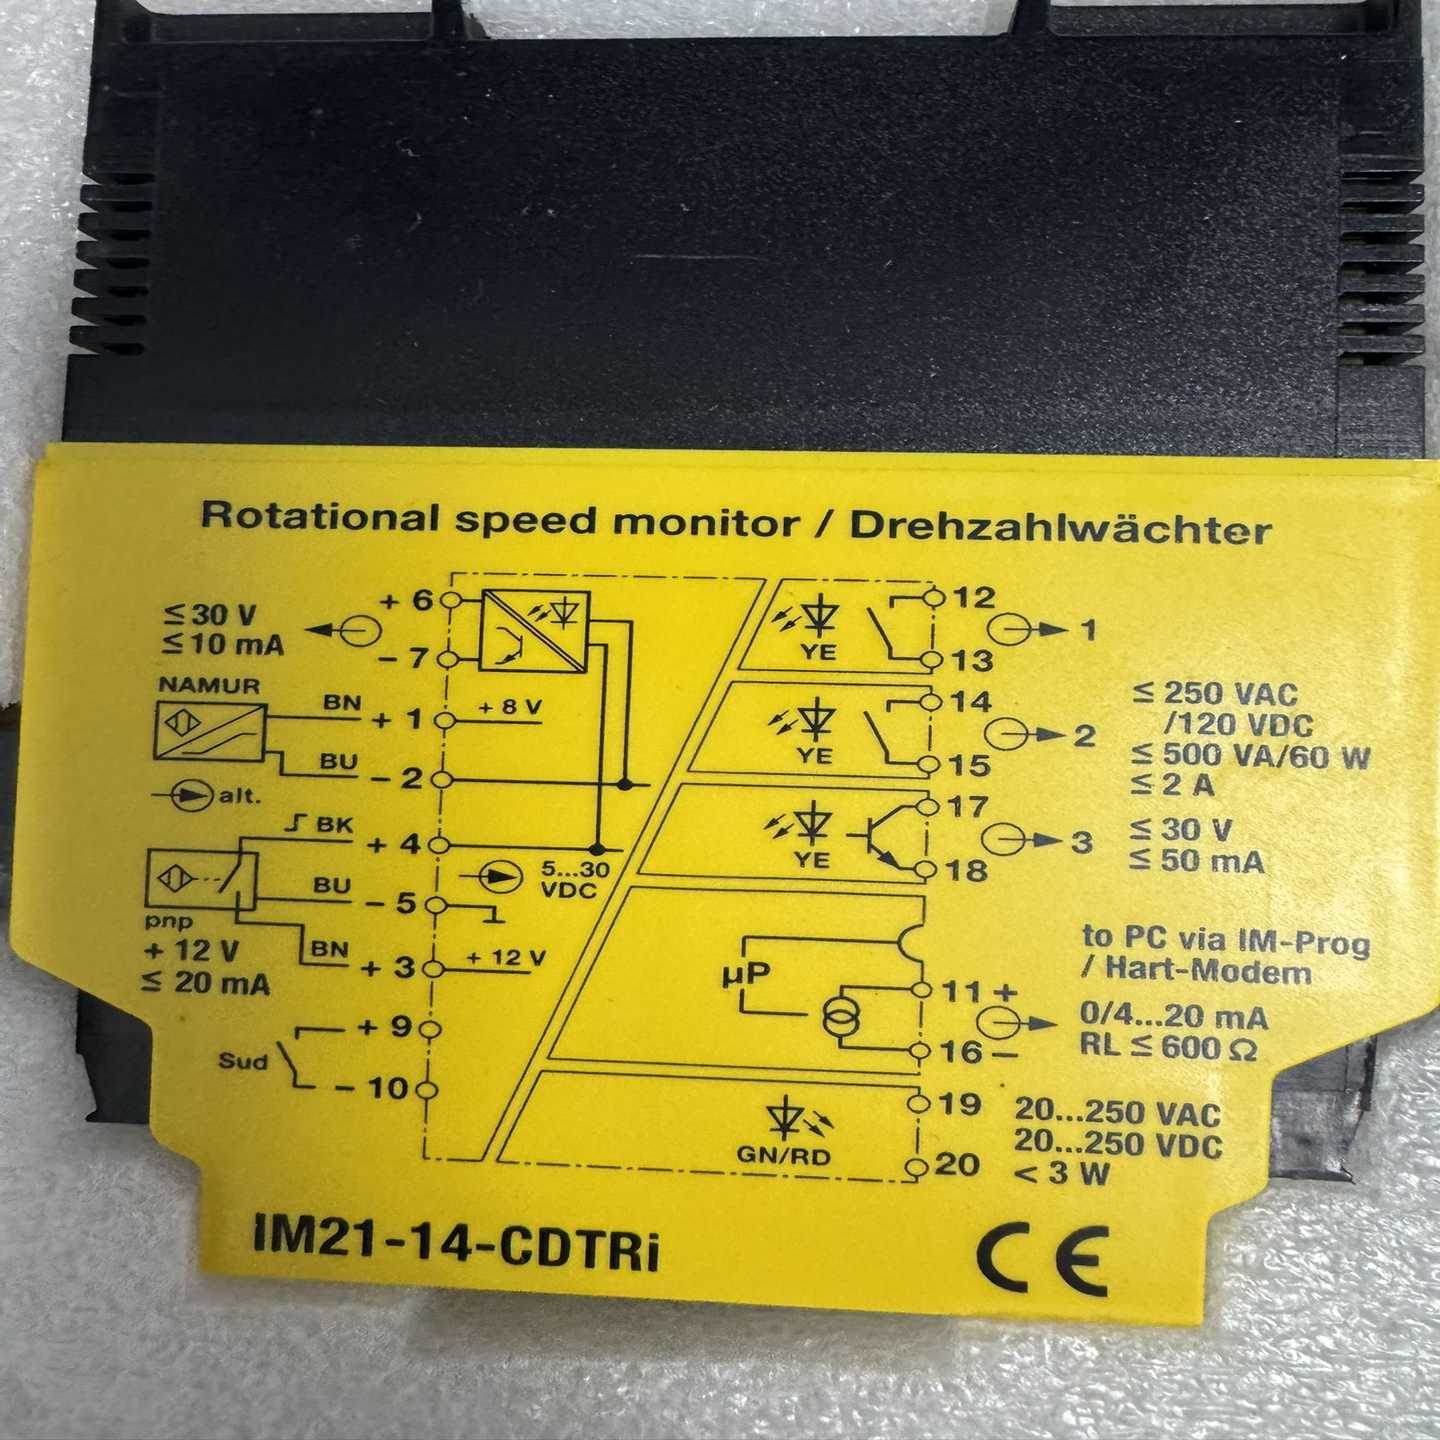 Rotational speed monitor / Drehzahlwächter
≤ 30 V
≤ 10 mA
+ 6
- 7
NAMUR
BN + 1
+ 8 V
BU - 2
alt.
BK + 4
5...30
VDC
BU - 5
pnp
+ 12 V
≤ 20 mA
BN + 3
+ 12 V
+ 9
Sud
- 10
YE
12
13
1
YE
14
15
2
≤ 250 VAC
/120 VDC
≤ 500 VA/60 W
≤ 2 A
YE
17
18
3
≤ 30 V
≤ 50 mA
µP
to PC via IM-Prog
/ Hart-Modem
11 +
16 −
0/4...20 mA
RL ≤ 600 Ω
GN/RD
19
20
20...250 VAC
20...250 VDC
< 3 W
IM21-14-CDTRi
CE